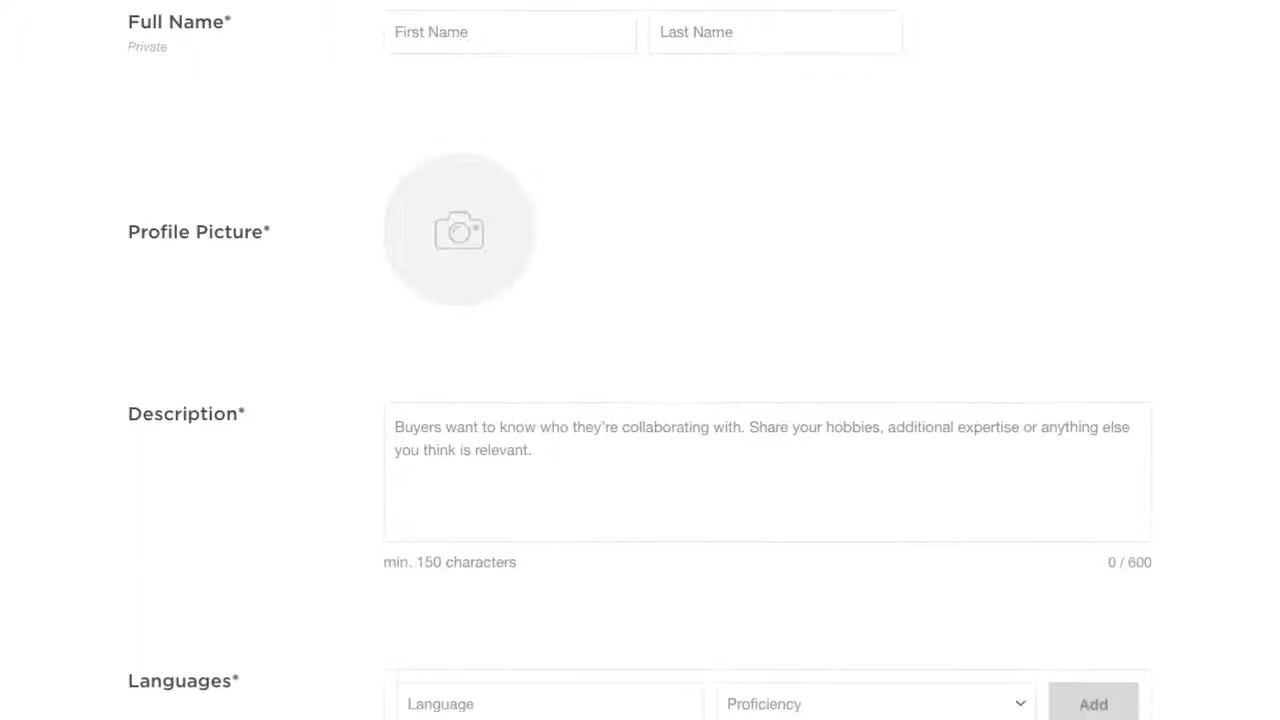 Full Name*
Private
First Name
Last Name
Profile Picture*
Description*
Buyers want to know who they're collaborating with. Share your hobbies, additional expertise or anything else
you think is relevant.
min. 150 characters
0 / 600
Languages*
Language
Proficiency
Add